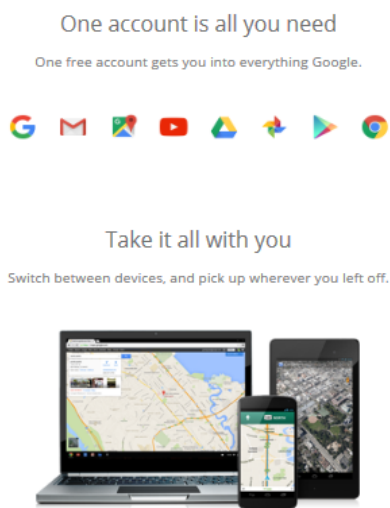 One account is all you need
One free account gets you into everything Google.
Take it all with you
Switch between devices, and pick up wherever you left off.